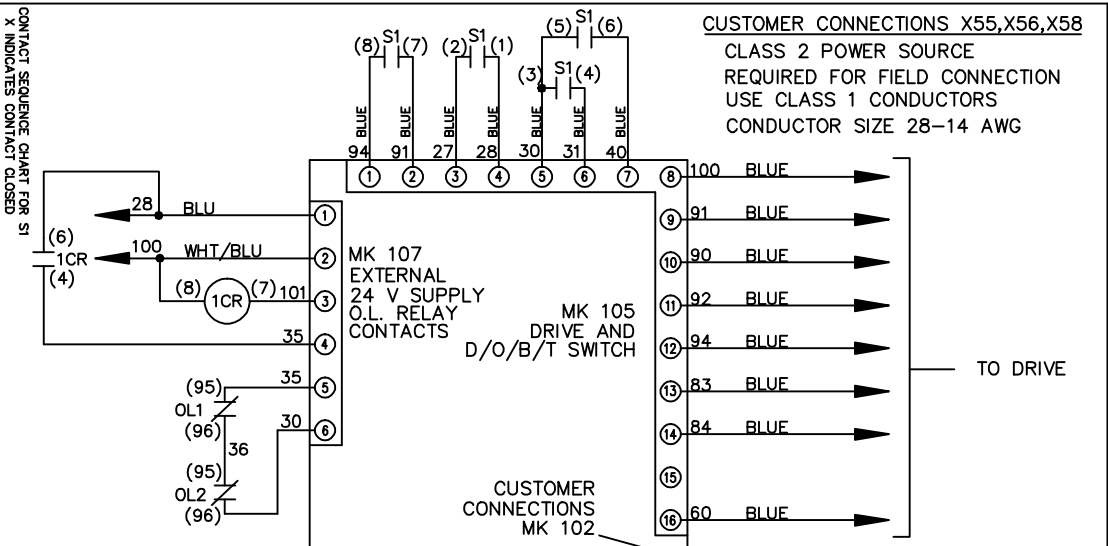 CONTACT SEQUENCE CHART FOR S1
X INDICATES CONTACT CLOSED
CUSTOMER CONNECTIONS X55,X56,X58
CLASS 2 POWER SOURCE
REQUIRED FOR FIELD CONNECTION
USE CLASS 1 CONDUCTORS
CONDUCTOR SIZE 28-14 AWG
(8) S1 (7)
(2) S1 (1)
(5) S1 (6)
(3) S1 (4)
BLUE BLUE BLUE BLUE BLUE BLUE BLUE
94 91 27 28 30 31 40
1 2 3 4 5 6 7
8 100 BLUE
9 91 BLUE
10 90 BLUE
11 92 BLUE
12 94 BLUE
13 83 BLUE
14 84 BLUE
15
16 60 BLUE
TO DRIVE
28 BLU 1
100 WHT/BLU 2
(8) 1CR (7) 101 3
35 4
35 5
30 6
(6)
1CR
(4)
(95)
OL1
(96)
36
(95)
OL2
(96)
MK 107
EXTERNAL
24 V SUPPLY
O.L. RELAY
CONTACTS
MK 105
DRIVE AND
D/O/B/T SWITCH
CUSTOMER
CONNECTIONS
MK 102